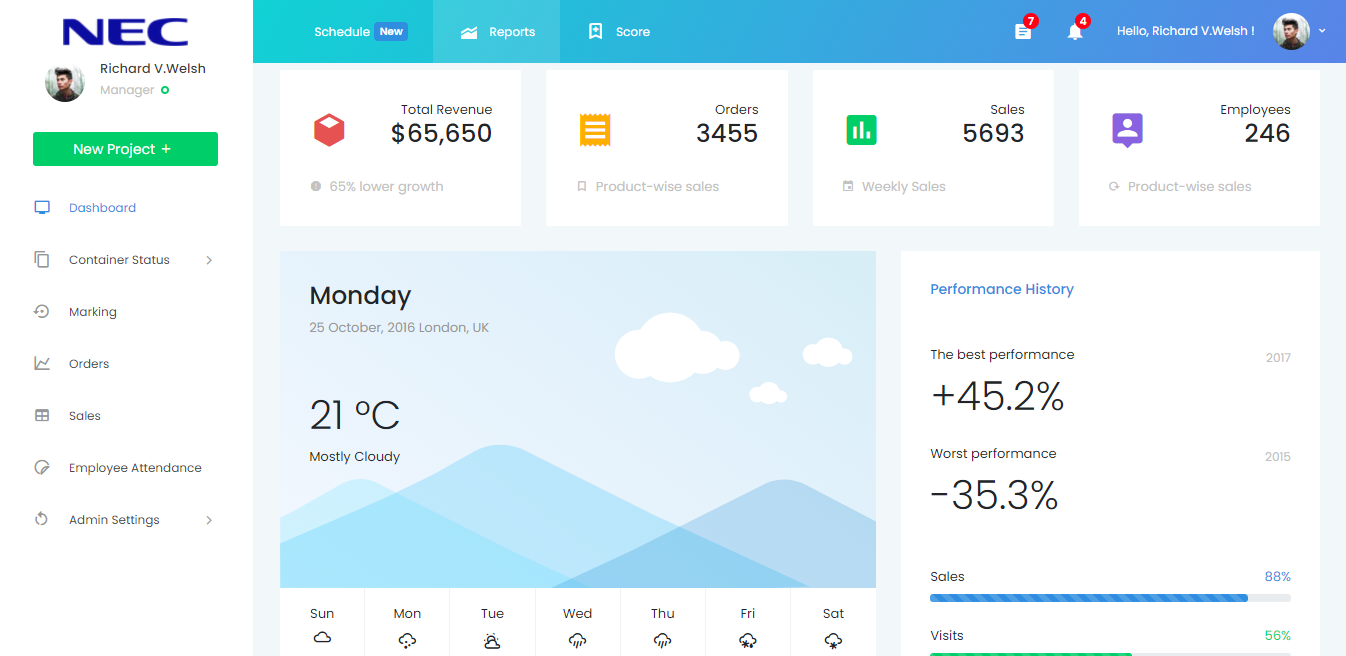 NEC
Richard V.Welsh
Manager
New Project +
Dashboard
Container Status
Marking
Orders
Sales
Employee Attendance
Admin Settings
Schedule New
Reports
Score
7
4
Hello, Richard V.Welsh !
Total Revenue
$65,650
65% lower growth
Orders
3455
Product-wise sales
Sales
5693
Weekly Sales
Employees
246
Product-wise sales
Monday
25 October, 2016 London, UK
21 °C
Mostly Cloudy
Sun Mon Tue Wed Thu Fri Sat
Performance History
The best performance 2017
+45.2%
Worst performance 2015
-35.3%
Sales 88%
Visits 56%